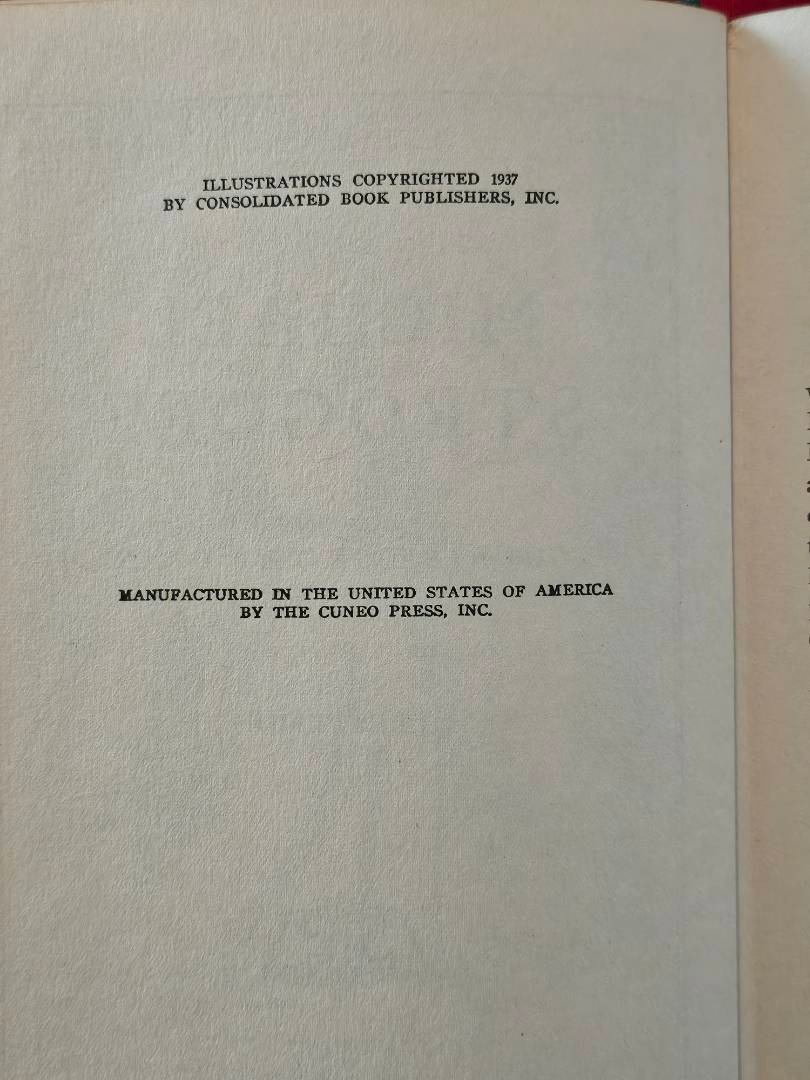 ILLUSTRATIONS COPYRIGHTED 1937
BY CONSOLIDATED BOOK PUBLISHERS, INC.
MANUFACTURED IN THE UNITED STATES OF AMERICA
BY THE CUNEO PRESS, INC.